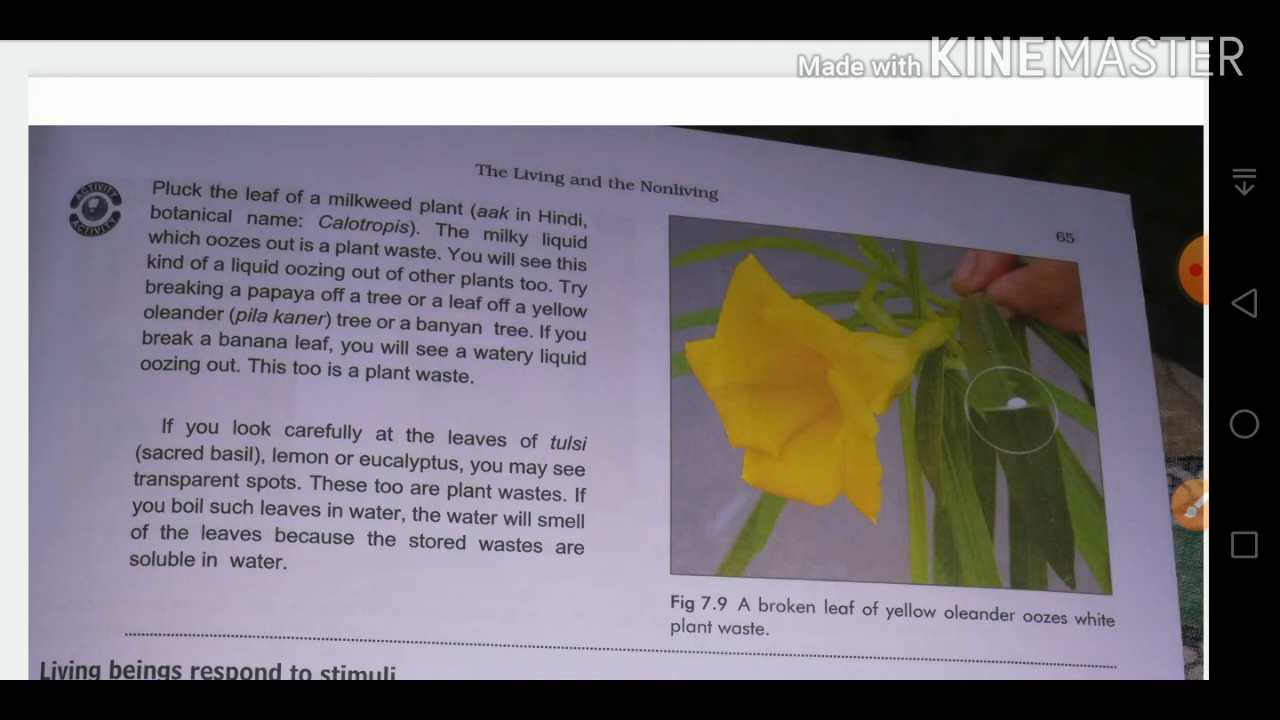 Made with KINEMASTER
The Living and the Nonliving
65
ACTIVITY
ACTIVITY
Pluck the leaf of a milkweed plant (aak in Hindi,
botanical name: Calotropis). The milky liquid
which oozes out is a plant waste. You will see this
kind of a liquid oozing out of other plants too. Try
breaking a papaya off a tree or a leaf off a yellow
oleander (pila kaner) tree or a banyan tree. If you
break a banana leaf, you will see a watery liquid
oozing out. This too is a plant waste.
If you look carefully at the leaves of tulsi
(sacred basil), lemon or eucalyptus, you may see
transparent spots. These too are plant wastes. If
you boil such leaves in water, the water will smell
of the leaves because the stored wastes are
soluble in water.
Fig 7.9 A broken leaf of yellow oleander oozes white
plant waste.
Living beings respond to stimuli